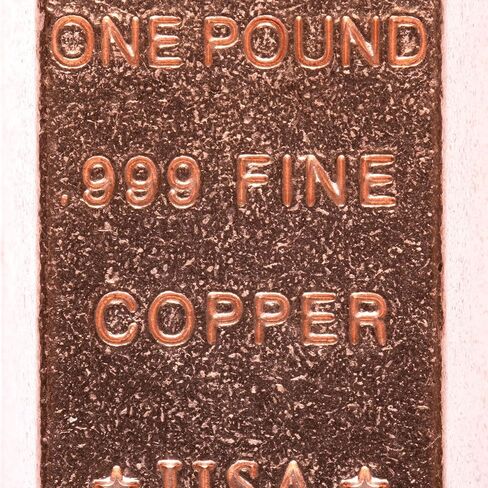 ONE POUND
.999 FINE
COPPER
★ USA ★